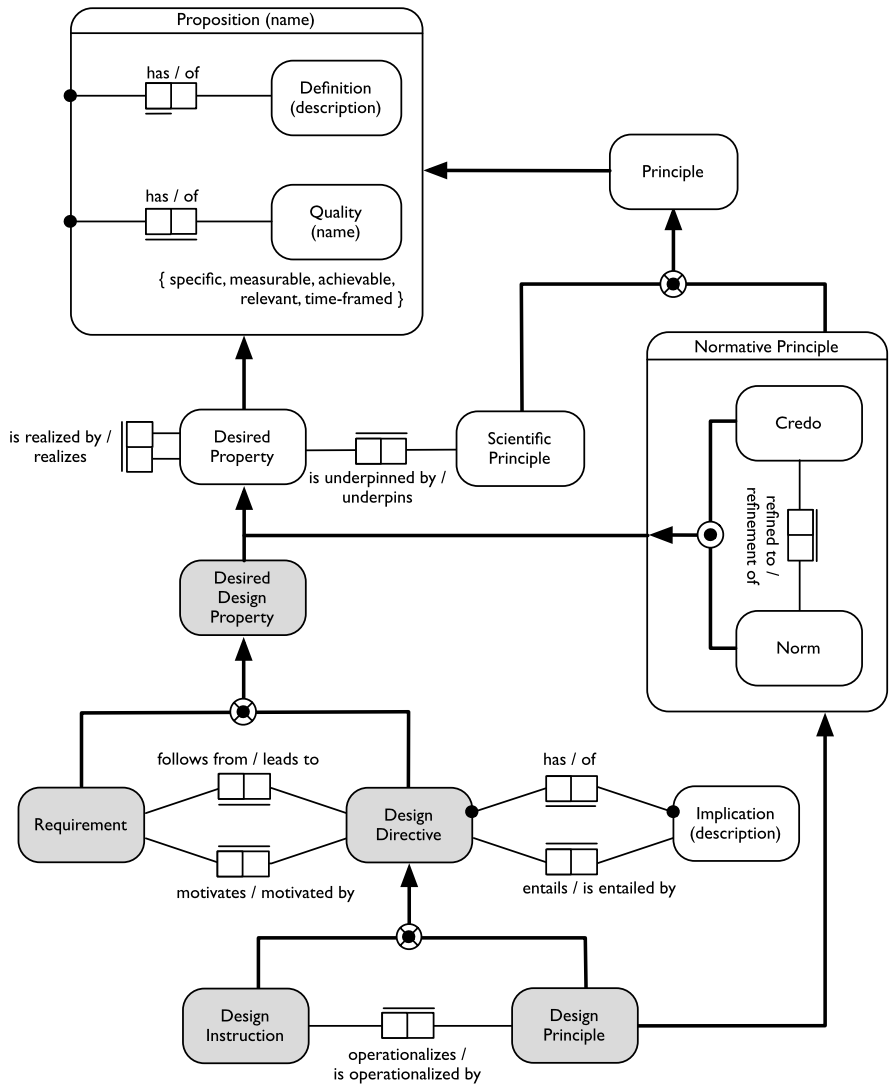 Proposition (name)
has / of
Definition
(description)
has / of
Quality
(name)
{ specific, measurable, achievable,
relevant, time-framed }
Principle
Normative Principle
Credo
refined to /
refinement of
Norm
is realized by /
realizes
Desired
Property
is underpinned by /
underpins
Scientific
Principle
Desired
Design
Property
follows from / leads to
Requirement
motivates / motivated by
Design
Directive
has / of
entails / is entailed by
Implication
(description)
Design
Instruction
operationalizes /
is operationalized by
Design
Principle